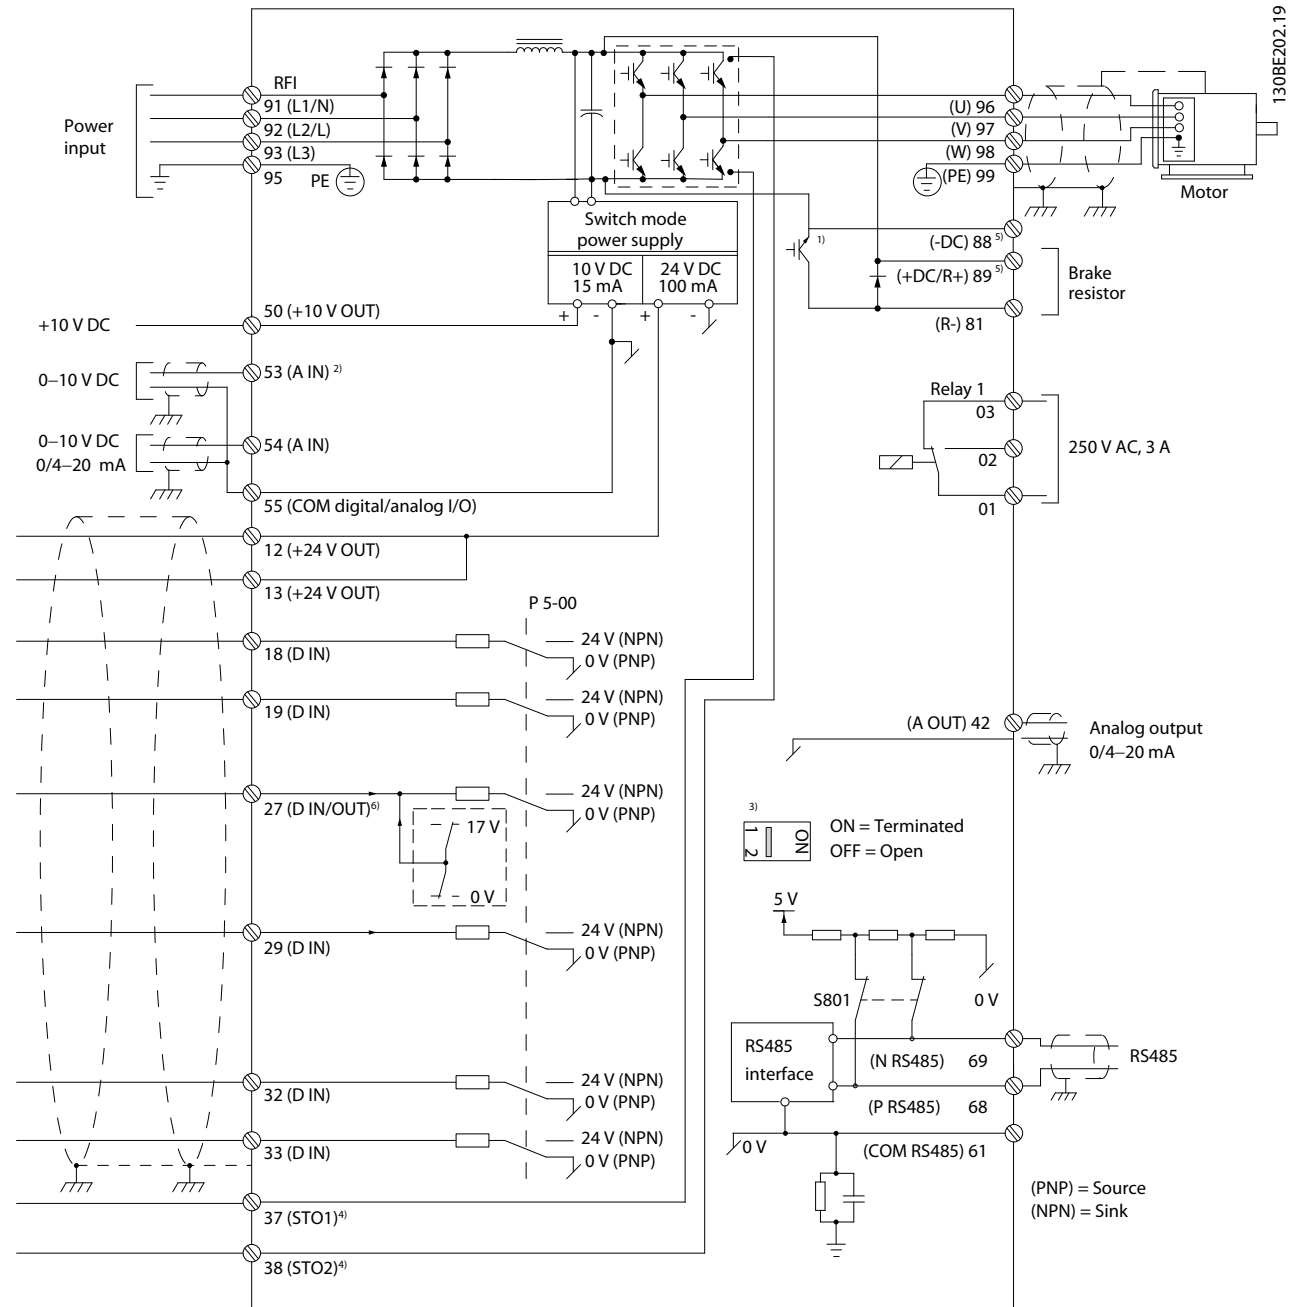 130BE202.19
RFI
Power
input
91 (L1/N)
92 (L2/L)
93 (L3)
95
PE
(U) 96
(V) 97
(W) 98
(PE) 99
Motor
Switch mode
power supply
10 V DC
15 mA
24 V DC
100 mA
+ - + -
1)
(-DC) 88 5)
(+DC/R+) 89 5)
(R-) 81
Brake
resistor
+10 V DC
50 (+10 V OUT)
0–10 V DC
53 (A IN) 2)
0–10 V DC
0/4–20 mA
54 (A IN)
55 (COM digital/analog I/O)
Relay 1
03
02
01
250 V AC, 3 A
12 (+24 V OUT)
13 (+24 V OUT)
P 5-00
18 (D IN)
24 V (NPN)
0 V (PNP)
19 (D IN)
24 V (NPN)
0 V (PNP)
27 (D IN/OUT) 6)
24 V (NPN)
0 V (PNP)
17 V
0 V
29 (D IN)
24 V (NPN)
0 V (PNP)
32 (D IN)
24 V (NPN)
0 V (PNP)
33 (D IN)
24 V (NPN)
0 V (PNP)
37 (STO1) 4)
38 (STO2) 4)
(A OUT) 42
Analog output
0/4–20 mA
3)
1 2
ON
ON = Terminated
OFF = Open
5 V
S801
0 V
RS485
interface
(N RS485) 69
(P RS485) 68
RS485
0 V
(COM RS485) 61
(PNP) = Source
(NPN) = Sink